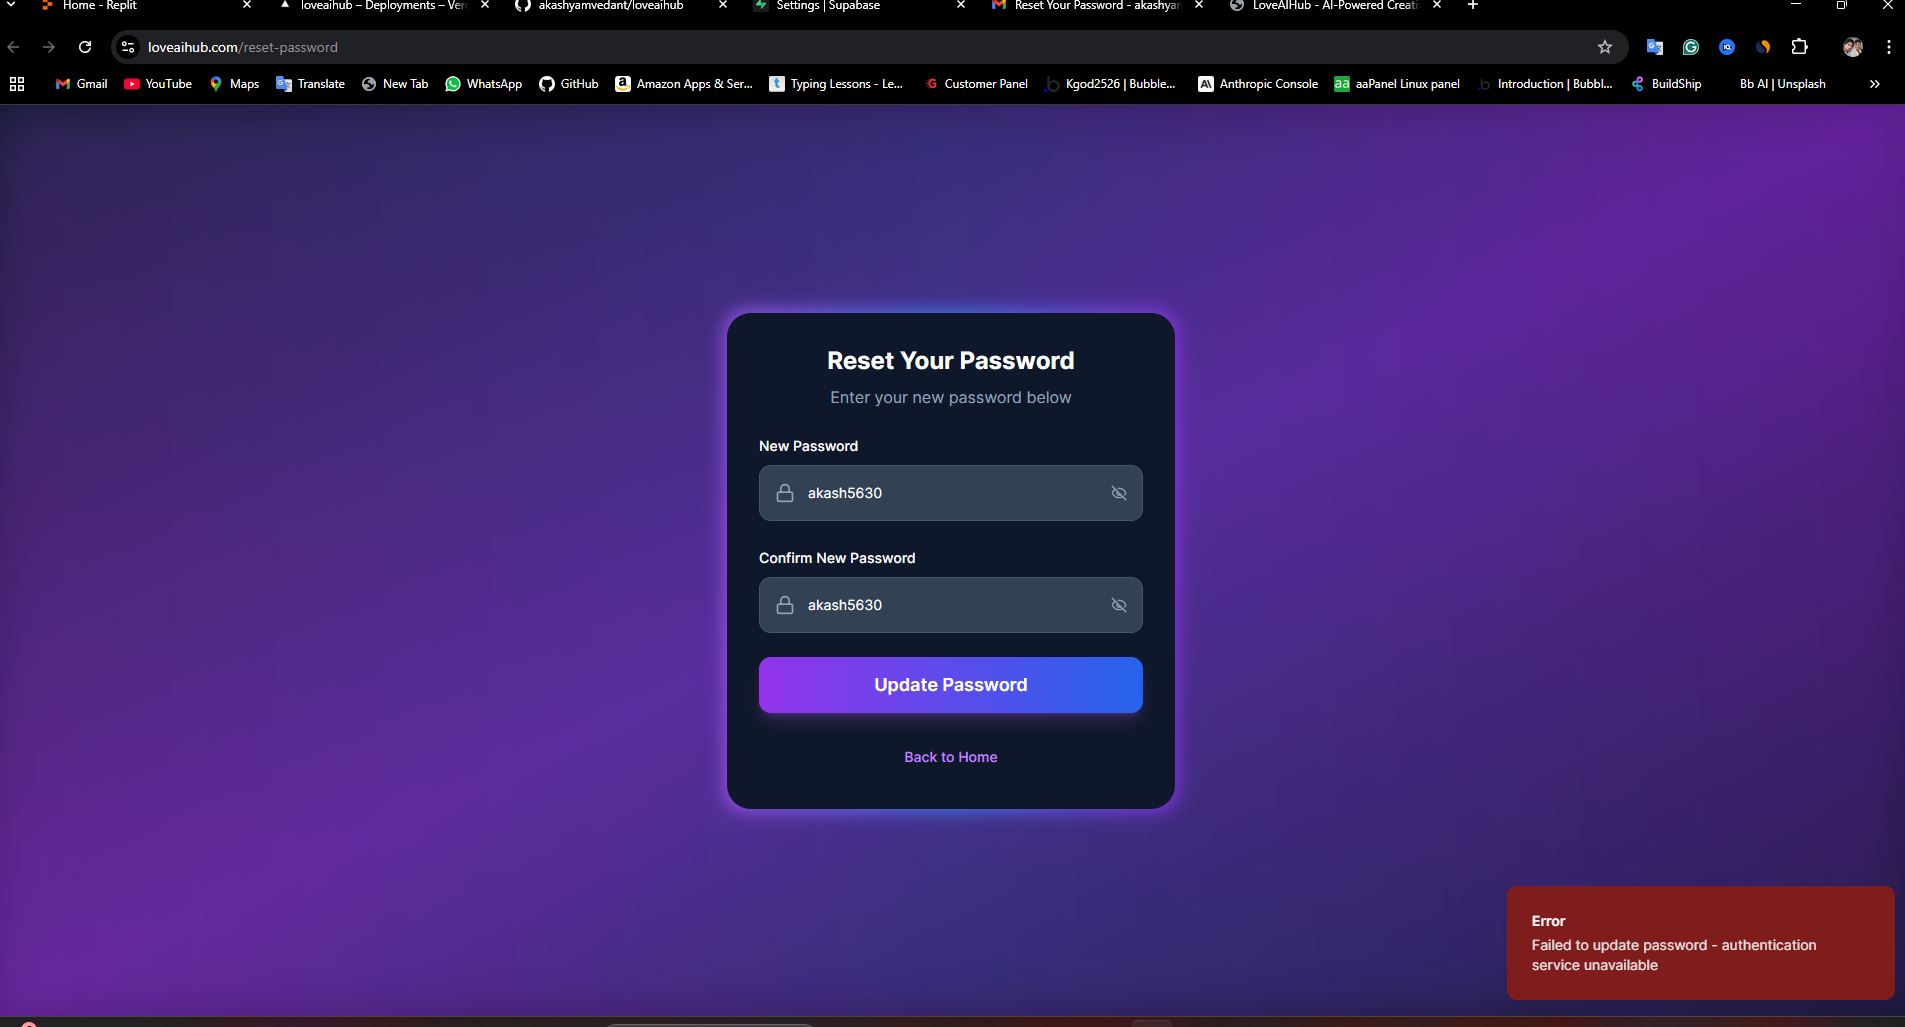 Home - Replit
loveaihub – Deployments – Ver
akashyamvedant/loveaihub
Settings | Supabase
Reset Your Password - akashyan
LoveAIHub - AI-Powered Creati
loveaihub.com/reset-password
Gmail
YouTube
Maps
Translate
New Tab
WhatsApp
GitHub
Amazon Apps & Ser...
Typing Lessons - Le...
Customer Panel
Kgod2526 | Bubble...
Anthropic Console
aaPanel Linux panel
Introduction | Bubbl...
BuildShip
Bb AI | Unsplash
Reset Your Password
Enter your new password below
New Password
akash5630
Confirm New Password
akash5630
Update Password
Back to Home
Error
Failed to update password - authentication
service unavailable